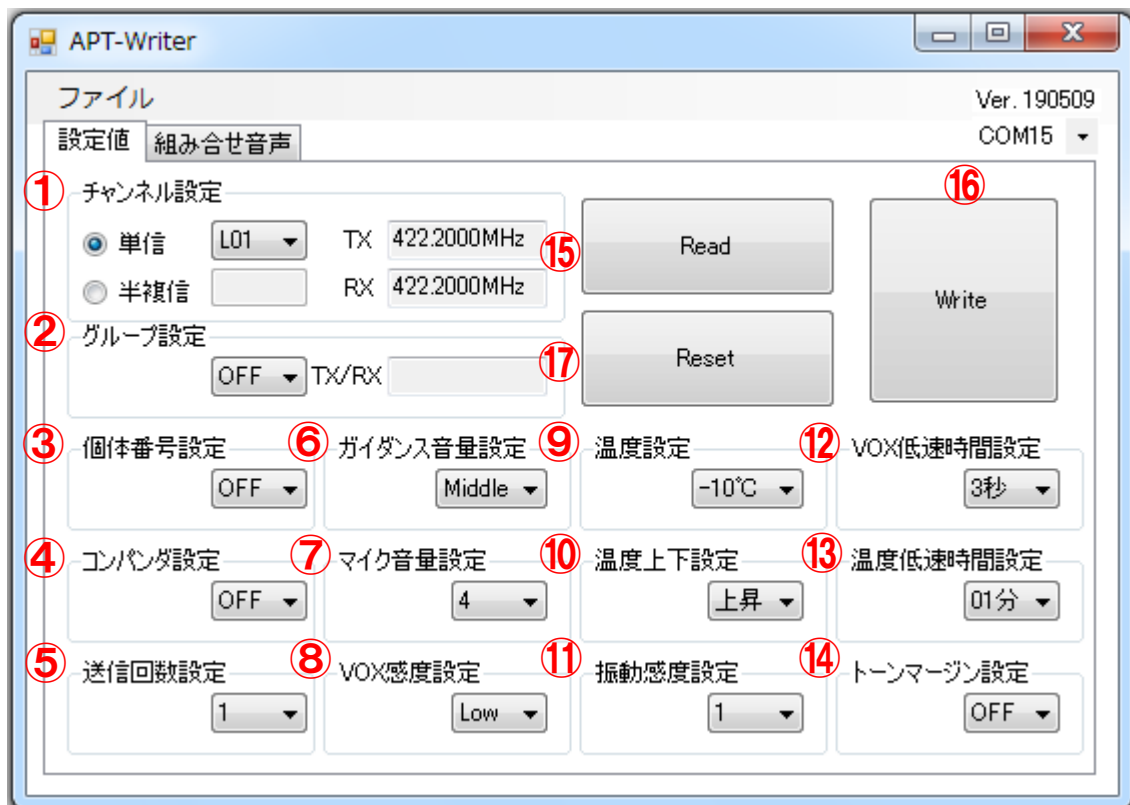 APT-Writer
ファイル
Ver. 190509
設定値 組み合せ音声
COM15
① チャンネル設定
単信 L01 TX 422.2000MHz
半複信 RX 422.2000MHz
⑮ Read
⑯ Write
② グループ設定
OFF TX/RX
⑰ Reset
③ 個体番号設定
OFF
⑥ ガイダンス音量設定
Middle
⑨ 温度設定
-10℃
⑫ VOX低速時間設定
3秒
④ コンパンダ設定
OFF
⑦ マイク音量設定
4
⑩ 温度上下設定
上昇
⑬ 温度低速時間設定
01分
⑤ 送信回数設定
1
⑧ VOX感度設定
Low
⑪ 振動感度設定
1
⑭ トーンマージン設定
OFF